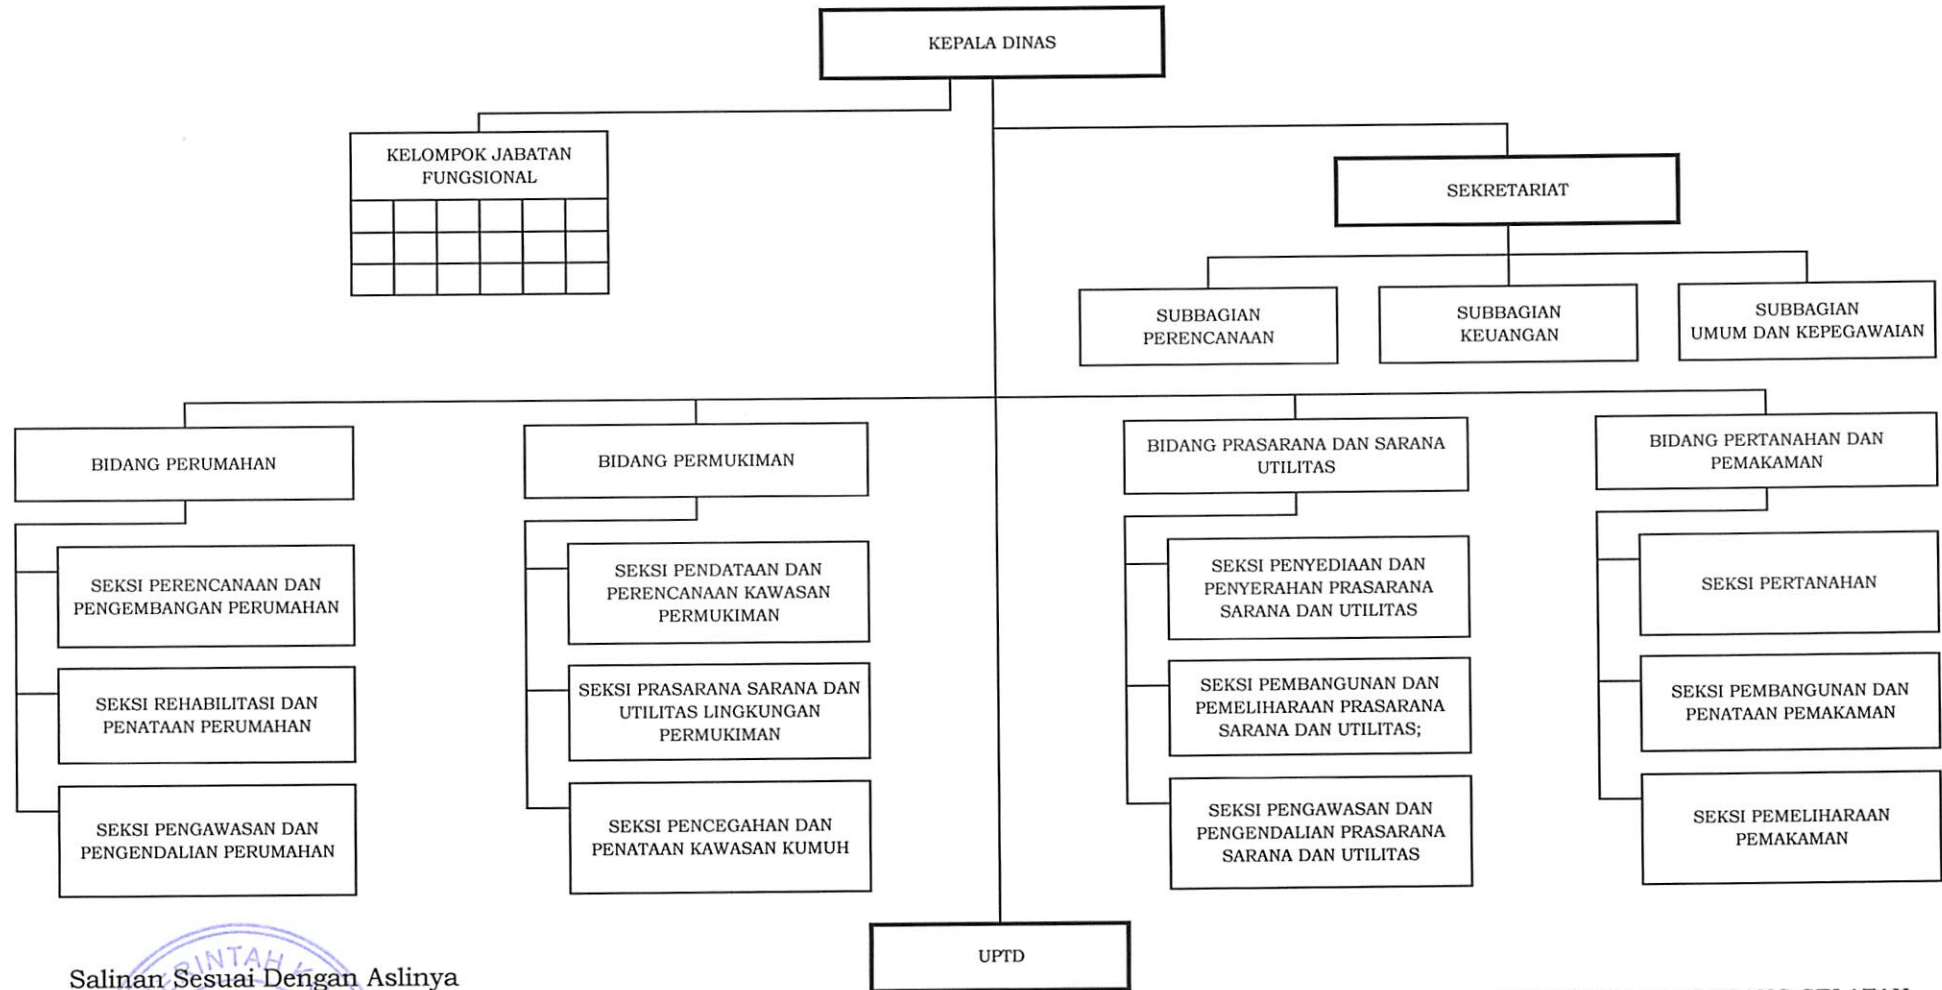 KEPALA DINAS
KELOMPOK JABATAN
FUNGSIONAL
SEKRETARIAT
SUBBAGIAN
PERENCANAAN
SUBBAGIAN
KEUANGAN
SUBBAGIAN
UMUM DAN KEPEGAWAIAN
BIDANG PERUMAHAN
BIDANG PERMUKIMAN
BIDANG PRASARANA DAN SARANA
UTILITAS
BIDANG PERTANAHAN DAN
PEMAKAMAN
SEKSI PERENCANAAN DAN
PENGEMBANGAN PERUMAHAN
SEKSI REHABILITASI DAN
PENATAAN PERUMAHAN
SEKSI PENGAWASAN DAN
PENGENDALIAN PERUMAHAN
SEKSI PENDATAAN DAN
PERENCANAAN KAWASAN
PERMUKIMAN
SEKSI PRASARANA SARANA DAN
UTILITAS LINGKUNGAN
PERMUKIMAN
SEKSI PENCEGAHAN DAN
PENATAAN KAWASAN KUMUH
SEKSI PENYEDIAAN DAN
PENYERAHAN PRASARANA
SARANA DAN UTILITAS
SEKSI PEMBANGUNAN DAN
PEMELIHARAAN PRASARANA
SARANA DAN UTILITAS;
SEKSI PENGAWASAN DAN
PENGENDALIAN PRASARANA
SARANA DAN UTILITAS
SEKSI PERTANAHAN
SEKSI PEMBANGUNAN DAN
PENATAAN PEMAKAMAN
SEKSI PEMELIHARAAN
PEMAKAMAN
UPTD
Salinan Sesuai Dengan Aslinya